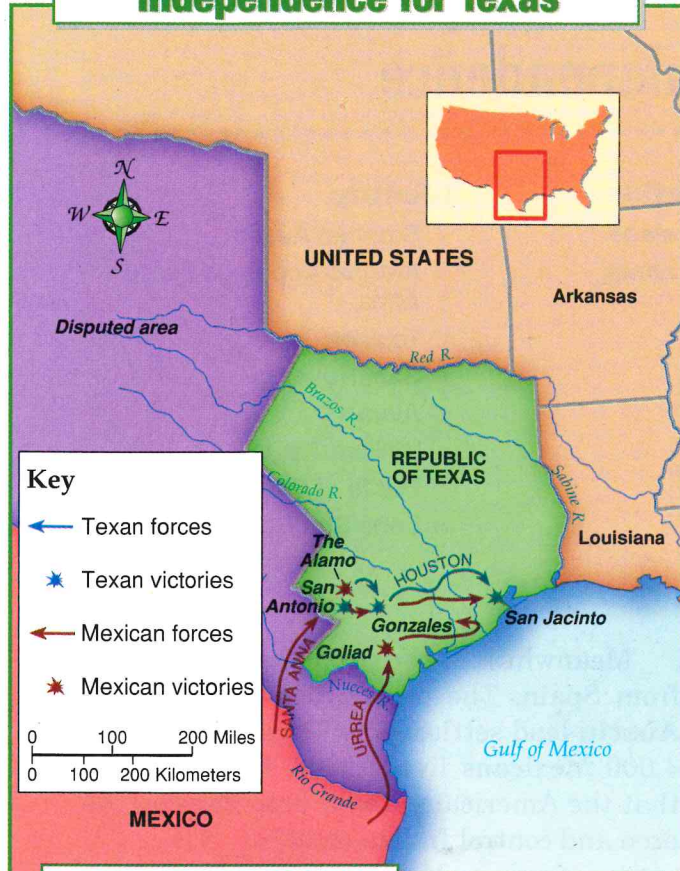 Independence for Texas
N
W E
S
UNITED STATES
Arkansas
Disputed area
Red R.
Brazos R.
REPUBLIC
OF TEXAS
Sabine R.
Colorado R.
Louisiana
Key
Texan forces
Texan victories
Mexican forces
Mexican victories
0 100 200 Miles
0 100 200 Kilometers
The
Alamo
San
Antonio
HOUSTON
Gonzales
San Jacinto
Goliad
SANTA ANNA
Nueces R.
URREA
Gulf of Mexico
Rio Grande
MEXICO